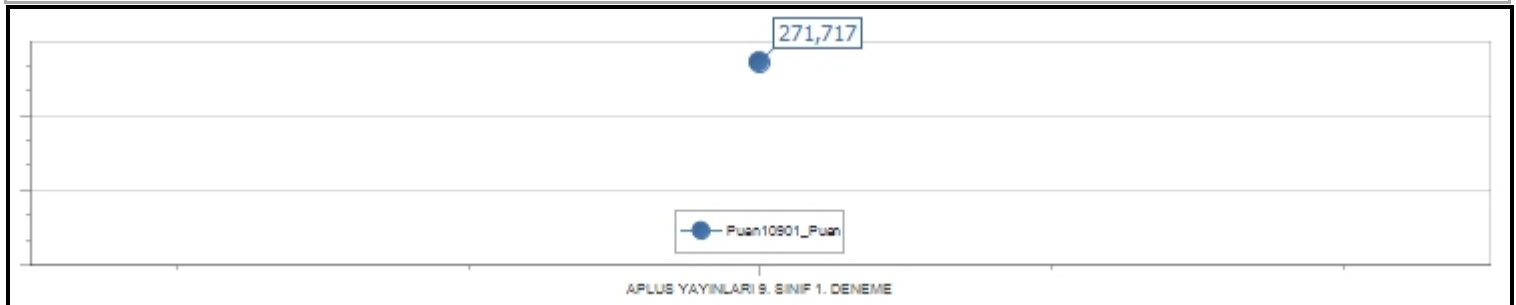 271,717
Puan10901_Puan
APLUS YAYINLARI 9. SINIF 1. DENEME